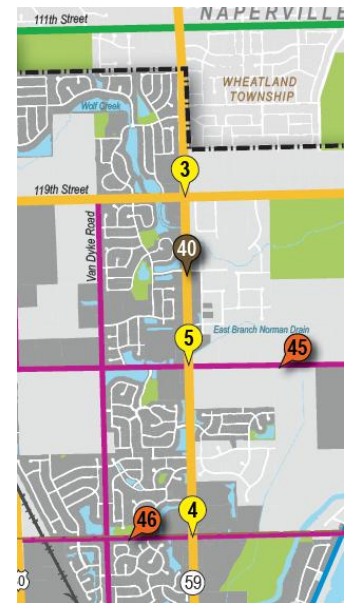 NAPERVILLE
111th Street
WHEATLAND
TOWNSHIP
Wolf Creek
3
119th Street
Van Dyke Road
40
East Branch Norman Drain
5
45
4
46
59